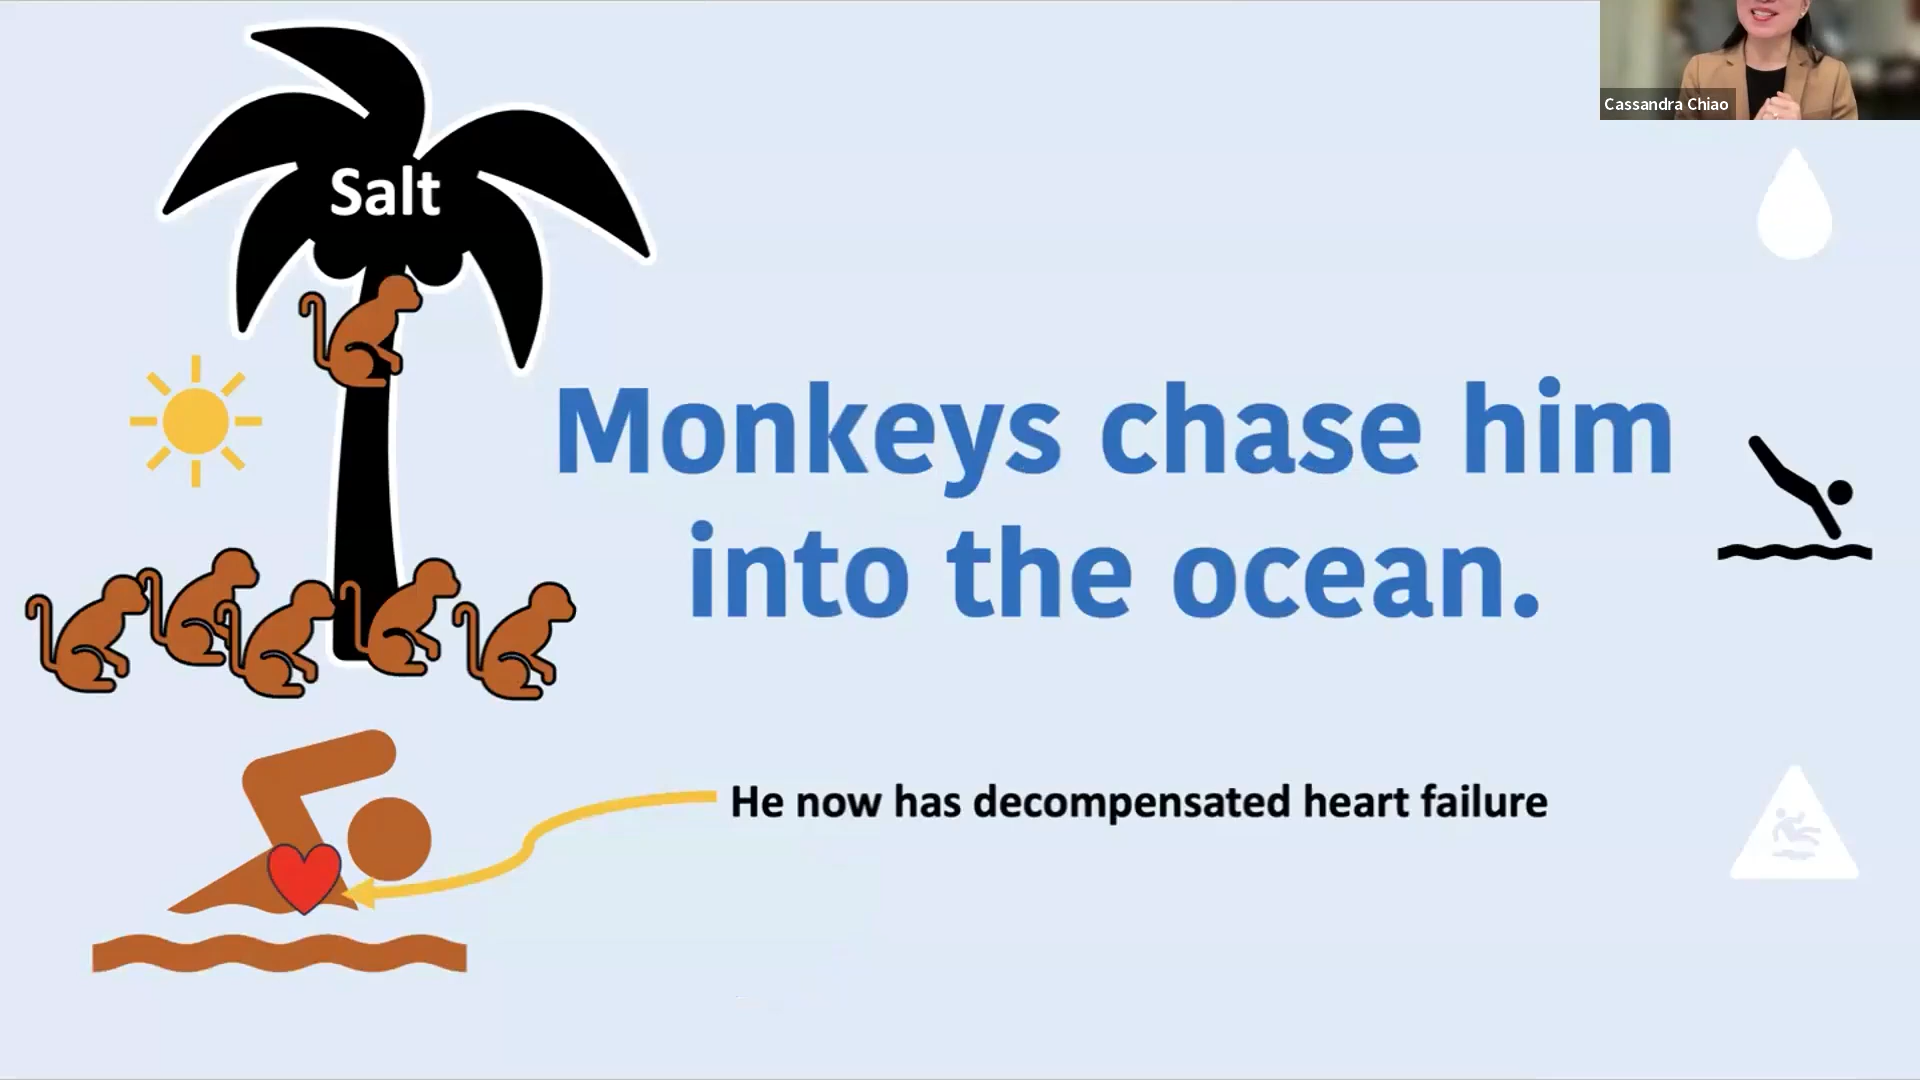 Cassandra Chiao
Salt
Monkeys chase him
into the ocean.
He now has decompensated heart failure